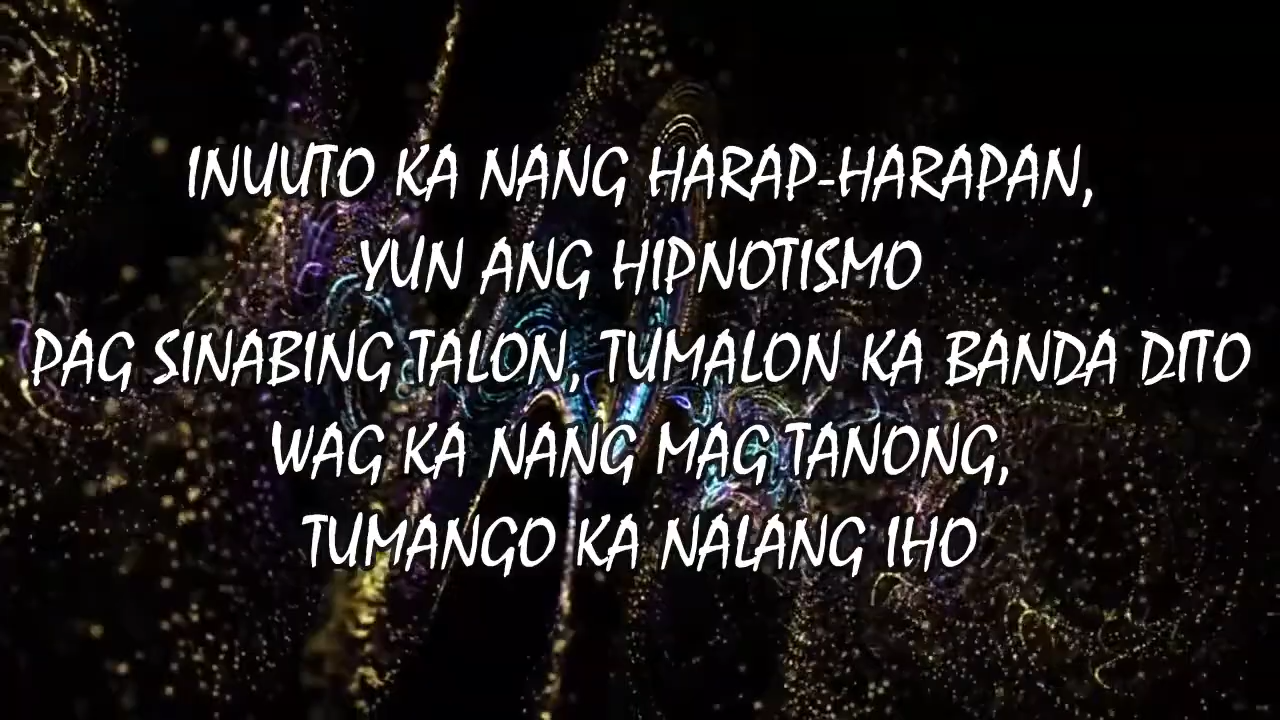 INUUTO KA NANG HARAP-HARAPAN,
YUN ANG HIPNOTISMO
PAG SINABING TALON, TUMALON KA BANDA DITO
WAG KA NANG MAG TANONG,
TUMANGO KA NALANG IHO